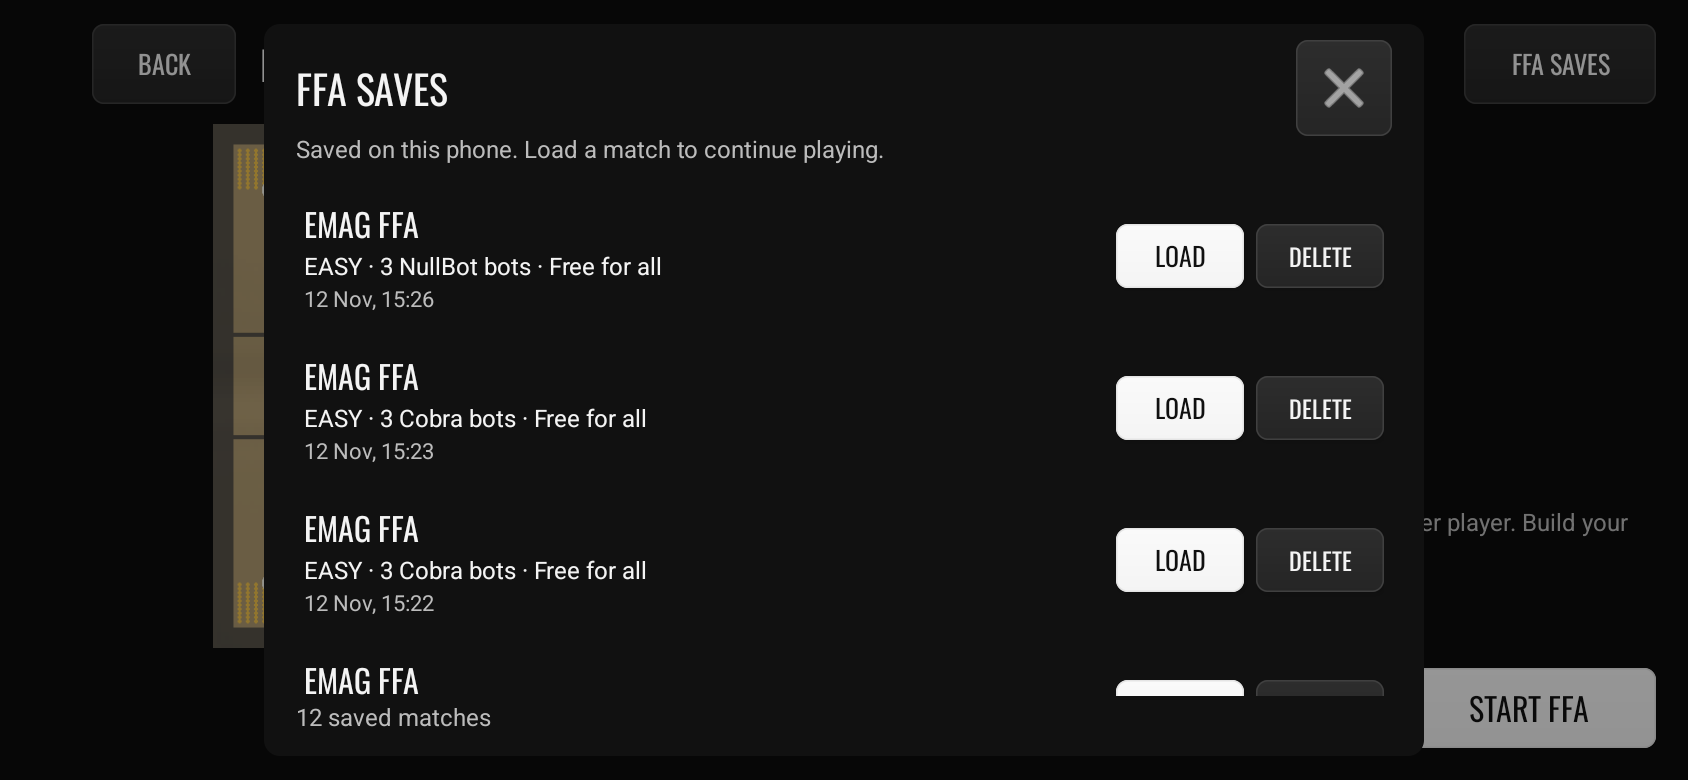 BACK
FFA SAVES
FFA SAVES
Saved on this phone. Load a match to continue playing.
EMAG FFA
EASY · 3 NullBot bots · Free for all
12 Nov, 15:26
LOAD
DELETE
EMAG FFA
EASY · 3 Cobra bots · Free for all
12 Nov, 15:23
LOAD
DELETE
EMAG FFA
EASY · 3 Cobra bots · Free for all
12 Nov, 15:22
LOAD
DELETE
er player. Build your
EMAG FFA
12 saved matches
START FFA